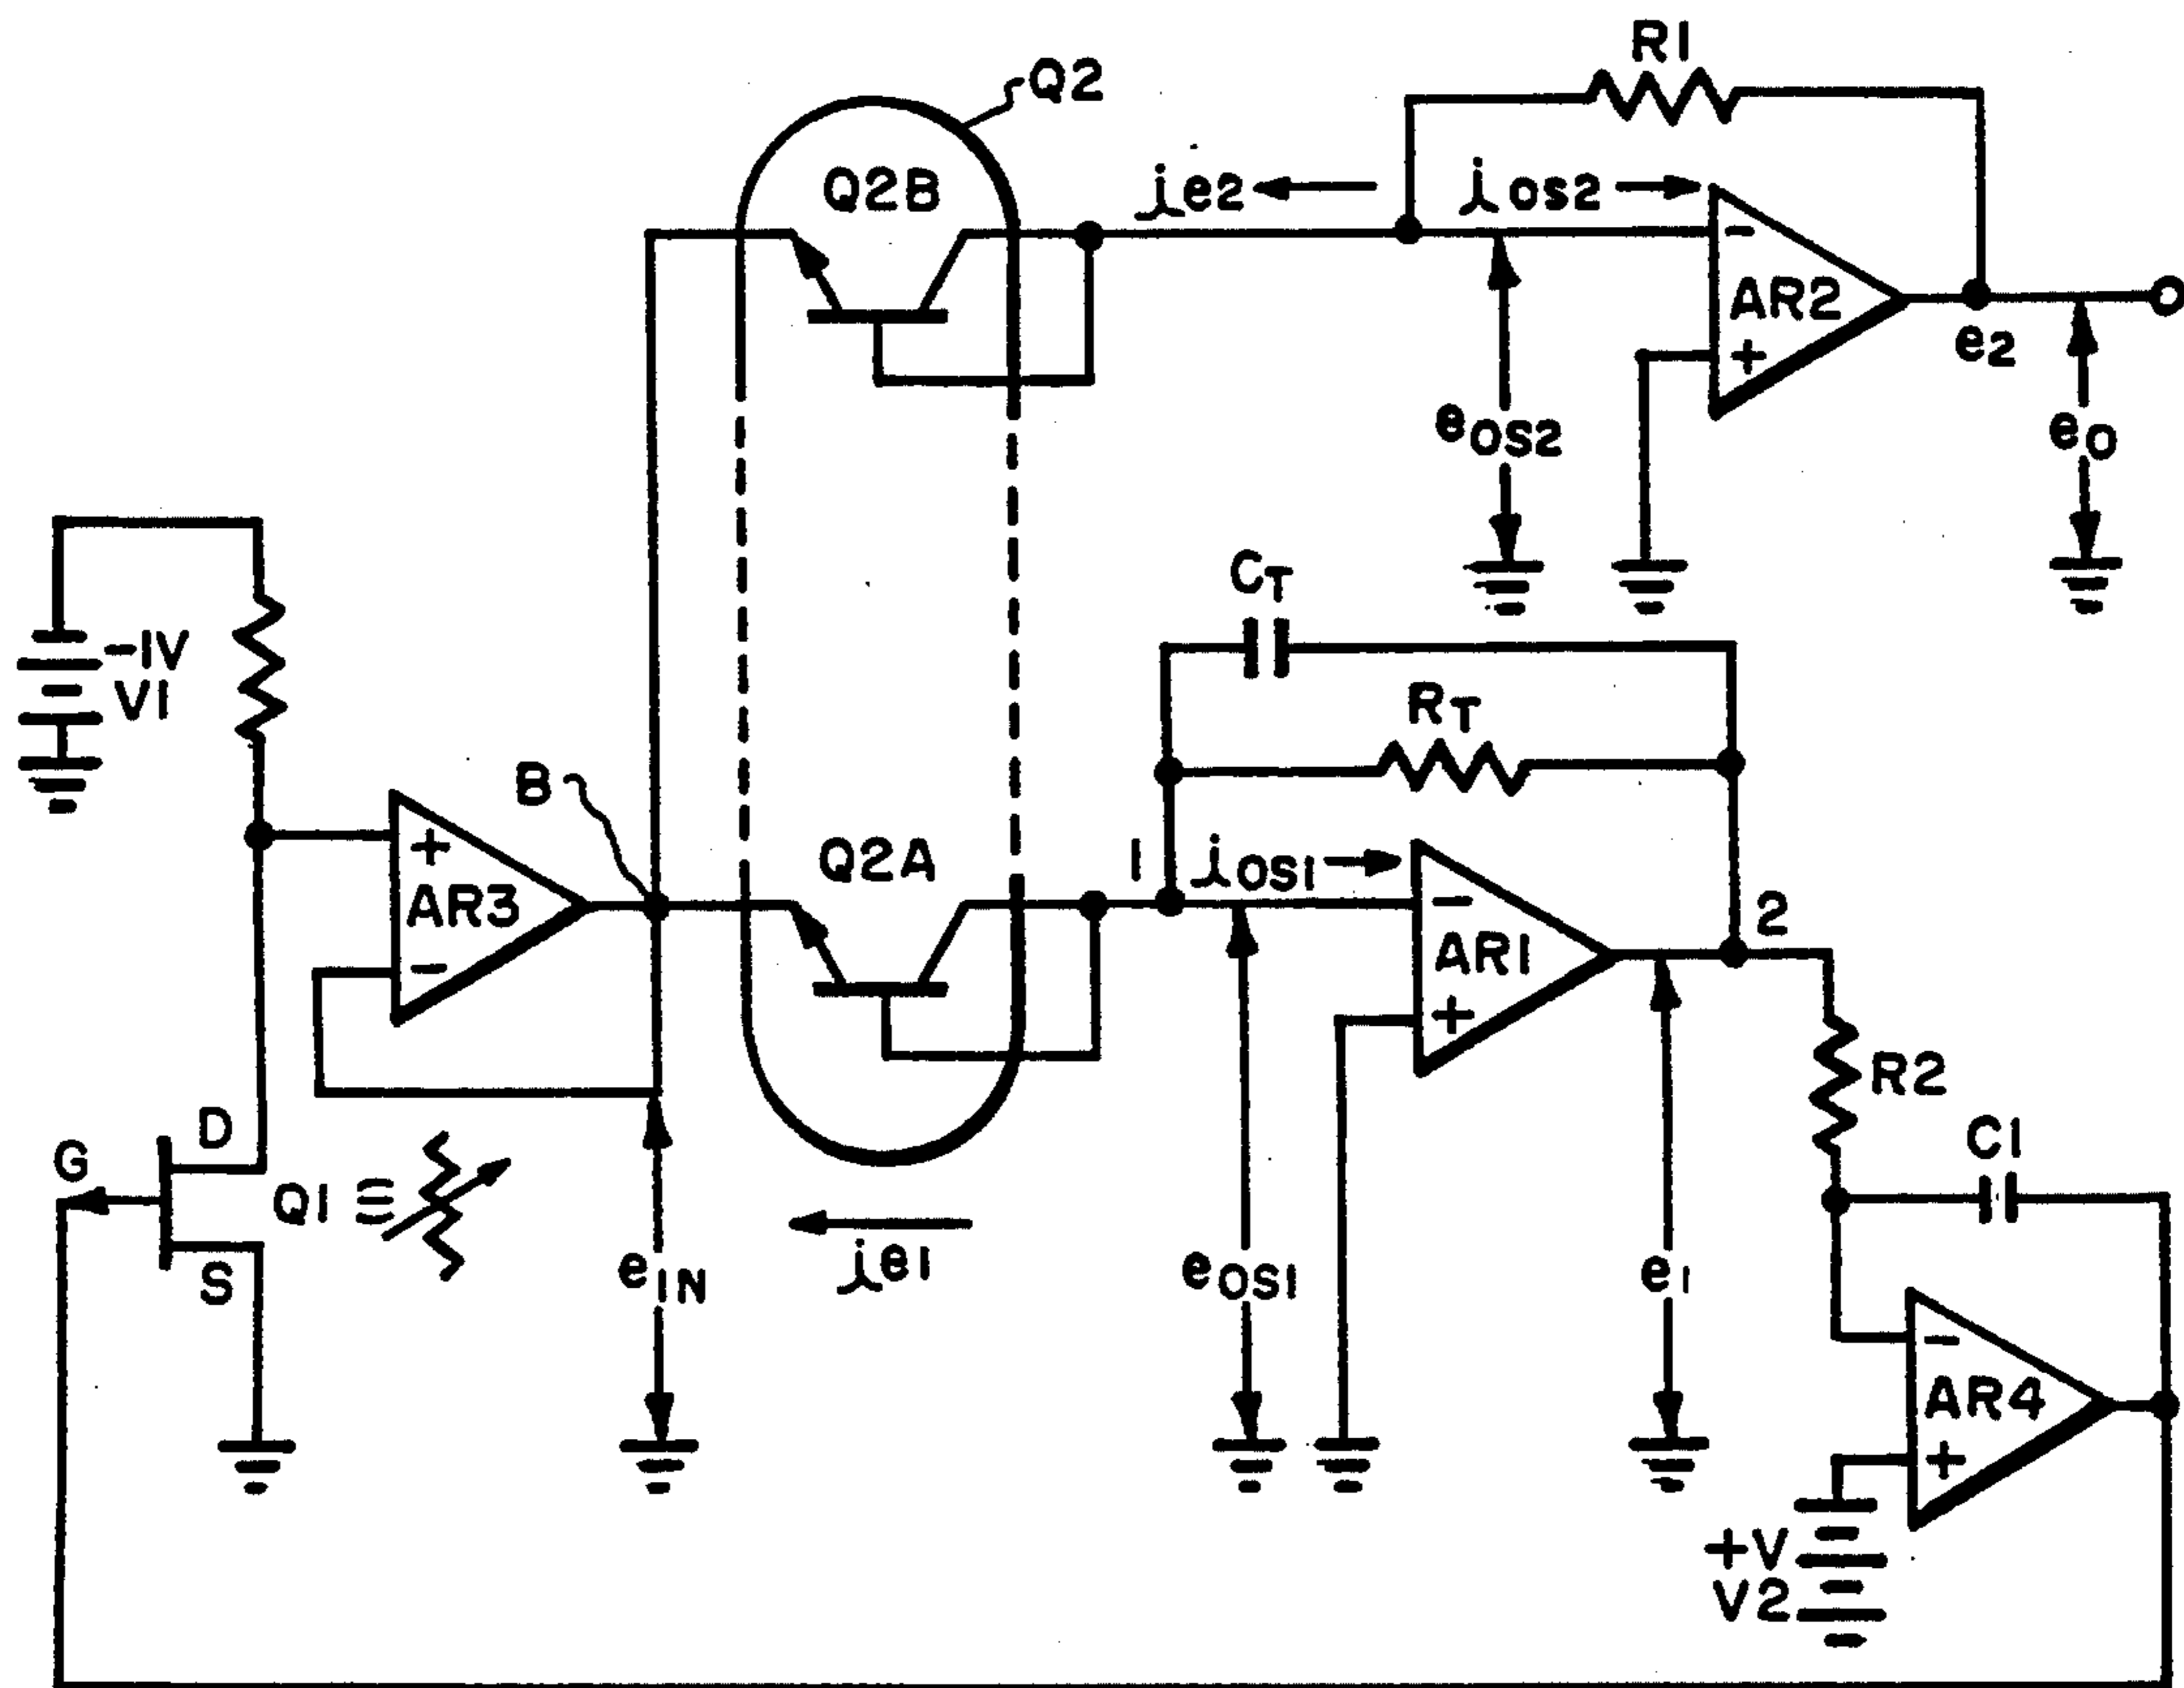 R1
Q2
Q2B
ie2
ios2
-
AR2
+
e2
eOS2
eO
CT
-1V
V1
RT
B
+
AR3
-
Q2A
1
iOS1
-
AR1
+
2
R2
D
G
Q1
S
eIN
ie1
eOS1
e1
C1
-
AR4
+
+V
V2